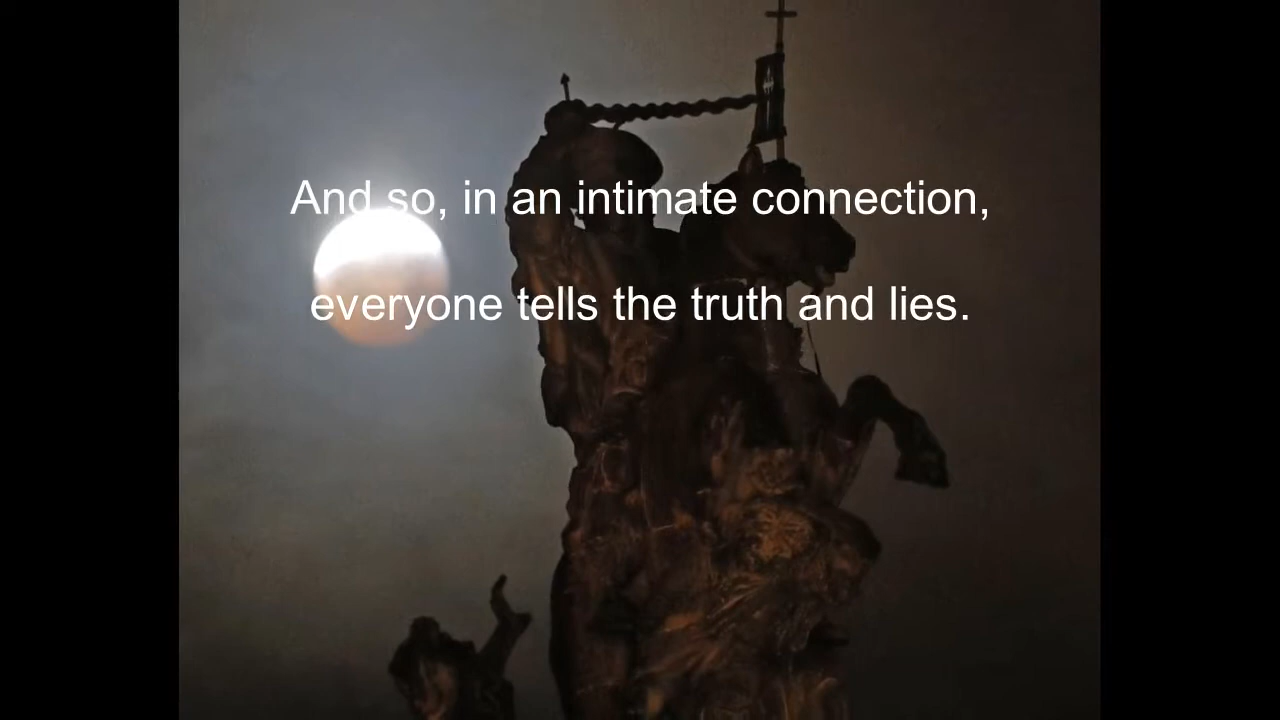 And so, in an intimate connection,
everyone tells the truth and lies.